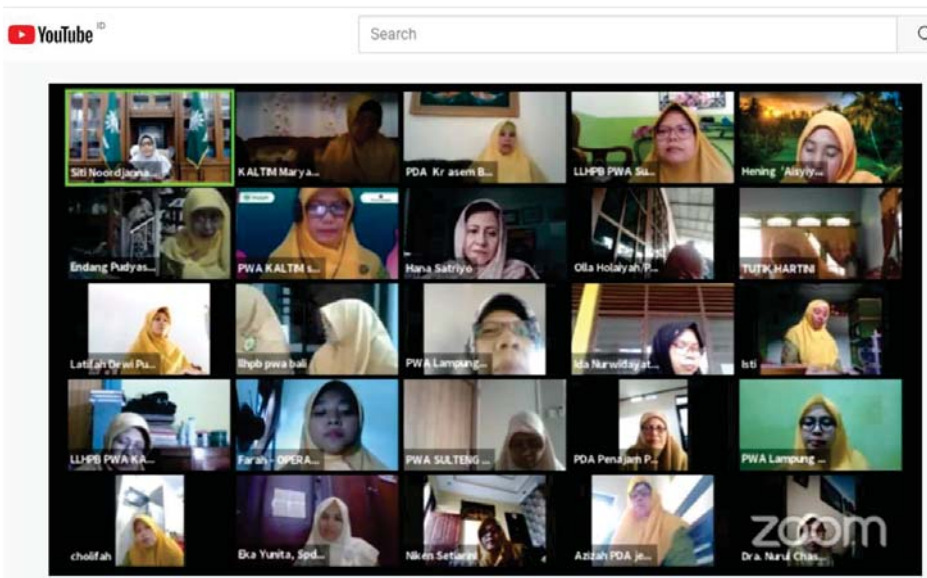 YouTube ID
Search
Siti Noordjanna...
KALTIM Marya...
PDA Kr asem B...
LLHPB PWA Su...
Hening 'Aisyiy...
Endang Pudyas...
PWA KALTIM s...
Hana Satriyo
Olla Holaiyah/P...
TUTIK HARTINI
Latifah Dewi Pu...
llhpb pwa bali
PWA Lampung...
Ida Nurwidayat...
Isti
LLHPB PWA KA...
Farah - OPERA...
PWA SULTENG ...
PDA Penajam P...
PWA Lampung ...
cholifah
Eka Yunita, Spd...
Niken Setiarini
Azizah PDA je...
Dra. Nurul Chas...
zoom